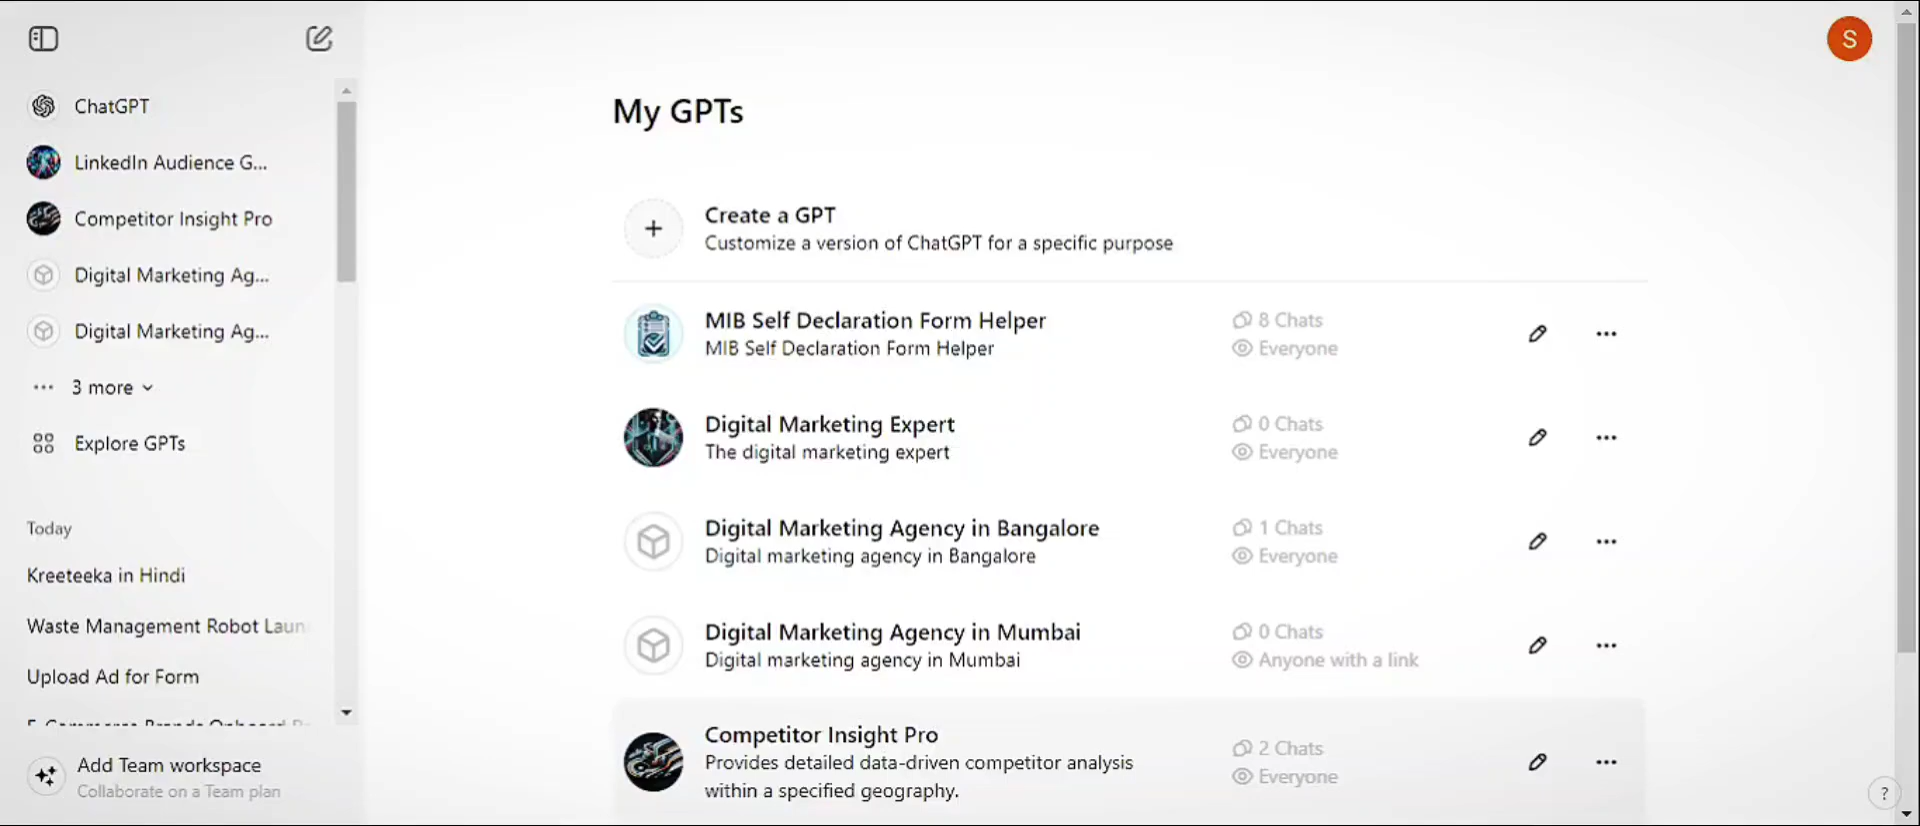 S
ChatGPT
LinkedIn Audience G...
Competitor Insight Pro
Digital Marketing Ag...
Digital Marketing Ag...
3 more
Explore GPTs
Today
Kreeteeka in Hindi
Waste Management Robot Laun
Upload Ad for Form
Add Team workspace
Collaborate on a Team plan
My GPTs
Create a GPT
Customize a version of ChatGPT for a specific purpose
MIB Self Declaration Form Helper
MIB Self Declaration Form Helper
8 Chats
Everyone
Digital Marketing Expert
The digital marketing expert
0 Chats
Everyone
Digital Marketing Agency in Bangalore
Digital marketing agency in Bangalore
1 Chats
Everyone
Digital Marketing Agency in Mumbai
Digital marketing agency in Mumbai
0 Chats
Anyone with a link
Competitor Insight Pro
Provides detailed data-driven competitor analysis
within a specified geography.
2 Chats
Everyone
?